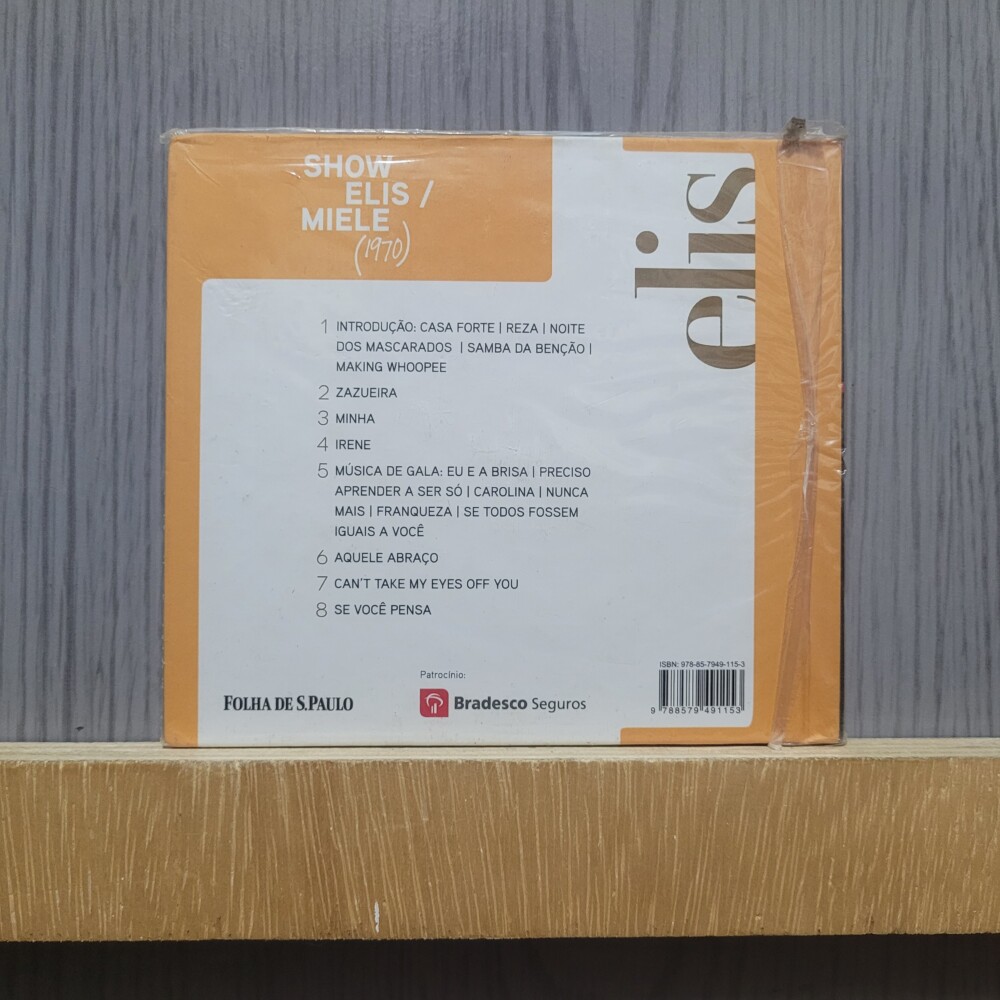 SHOW
ELIS /
MIELE
(1970)
elis
1 INTRODUÇÃO: CASA FORTE | REZA | NOITE
DOS MASCARADOS | SAMBA DA BENÇÃO |
MAKING WHOOPEE
2 ZAZUEIRA
3 MINHA
4 IRENE
5 MÚSICA DE GALA: EU E A BRISA | PRECISO
APRENDER A SER SÓ | CAROLINA | NUNCA
MAIS | FRANQUEZA | SE TODOS FOSSEM
IGUAIS A VOCÊ
6 AQUELE ABRAÇO
7 CAN'T TAKE MY EYES OFF YOU
8 SE VOCÊ PENSA
FOLHA DE S.PAULO
Patrocínio:
Bradesco Seguros
ISBN: 978-85-7949-115-3
9 788579 491153